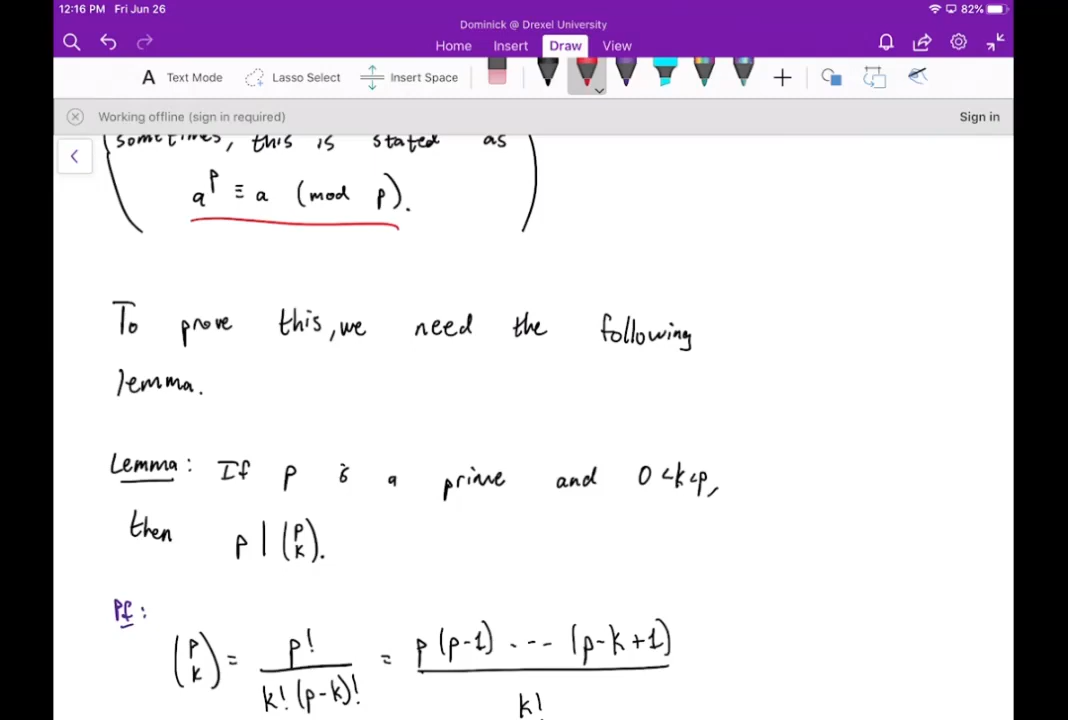 12:16 PM Fri Jun 26
82%
Dominick @ Drexel University
Home Insert Draw View
A Text Mode Lasso Select Insert Space
Working offline (sign in required) Sign in
sometimes, this is stated as
a^p ≡ a (mod p).
To prove this, we need the following
lemma.
Lemma: If p is a prime and 0<k<p,
then p | (p k).
Pf:
(p k) = p! / k!(p-k)! = p(p-1) ... (p-k+1) / k!